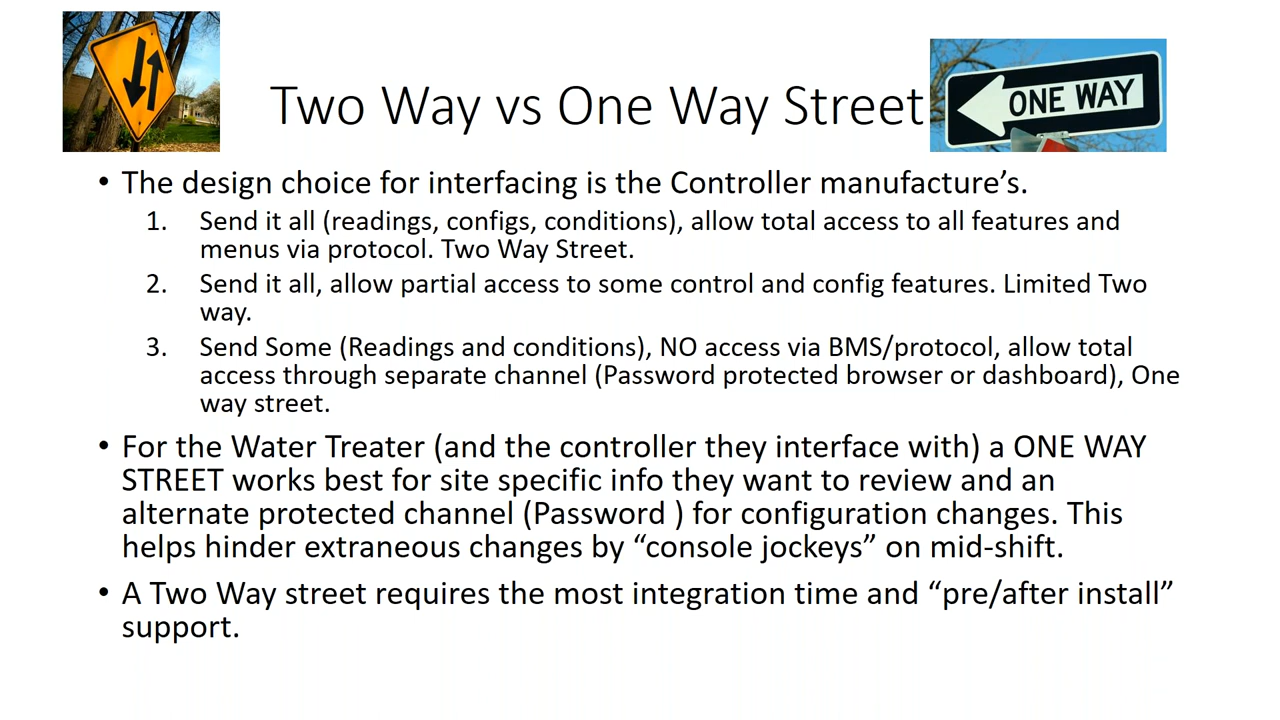 Two Way vs One Way Street
ONE WAY
• The design choice for interfacing is the Controller manufacture’s.
1. Send it all (readings, configs, conditions), allow total access to all features and
menus via protocol. Two Way Street.
2. Send it all, allow partial access to some control and config features. Limited Two
way.
3. Send Some (Readings and conditions), NO access via BMS/protocol, allow total
access through separate channel (Password protected browser or dashboard), One
way street.
• For the Water Treater (and the controller they interface with) a ONE WAY
STREET works best for site specific info they want to review and an
alternate protected channel (Password ) for configuration changes. This
helps hinder extraneous changes by “console jockeys” on mid-shift.
• A Two Way street requires the most integration time and “pre/after install”
support.